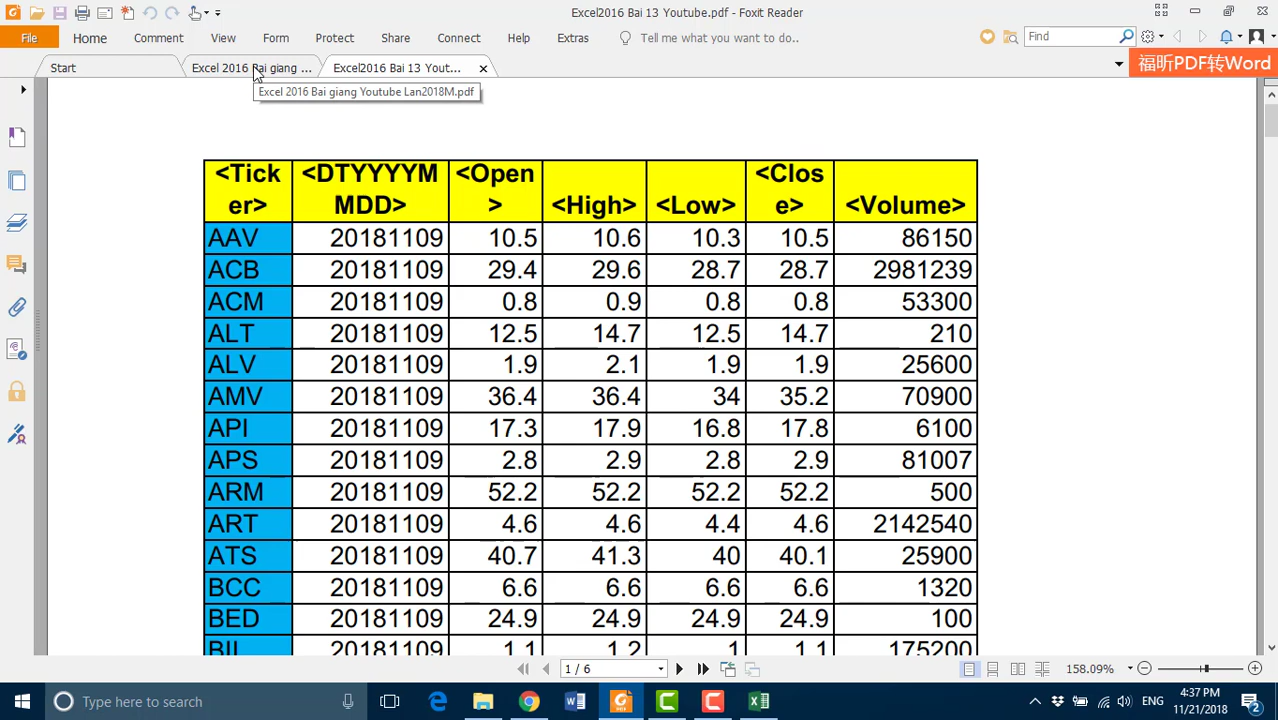 Excel2016 Bai 13 Youtube.pdf - Foxit Reader
File Home Comment View Form Protect Share Connect Help Extras Tell me what you want to do... Find
Start Excel 2016 Bai giang ... Excel2016 Bai 13 Yout...
福昕PDF转Word
Excel 2016 Bai giang Youtube Lan2018M.pdf
<Tick er> <DTYYYYM MDD> <Open > <High> <Low> <Clos e> <Volume>
AAV 20181109 10.5 10.6 10.3 10.5 86150
ACB 20181109 29.4 29.6 28.7 28.7 2981239
ACM 20181109 0.8 0.9 0.8 0.8 53300
ALT 20181109 12.5 14.7 12.5 14.7 210
ALV 20181109 1.9 2.1 1.9 1.9 25600
AMV 20181109 36.4 36.4 34 35.2 70900
API 20181109 17.3 17.9 16.8 17.8 6100
APS 20181109 2.8 2.9 2.8 2.9 81007
ARM 20181109 52.2 52.2 52.2 52.2 500
ART 20181109 4.6 4.6 4.4 4.6 2142540
ATS 20181109 40.7 41.3 40 40.1 25900
BCC 20181109 6.6 6.6 6.6 6.6 1320
BED 20181109 24.9 24.9 24.9 24.9 100
BII 20181109 1.1 1.2 1 1.1 175200
1 / 6 158.09%
Type here to search ENG 4:37 PM
11/21/2018 2